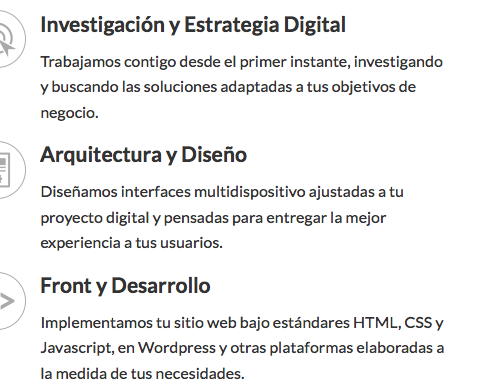 Investigación y Estrategia Digital
Trabajamos contigo desde el primer instante, investigando
y buscando las soluciones adaptadas a tus objetivos de
negocio.
Arquitectura y Diseño
Diseñamos interfaces multidispositivo ajustadas a tu
proyecto digital y pensadas para entregar la mejor
experiencia a tus usuarios.
Front y Desarrollo
Implementamos tu sitio web bajo estándares HTML, CSS y
Javascript, en Wordpress y otras plataformas elaboradas a
la medida de tus necesidades.